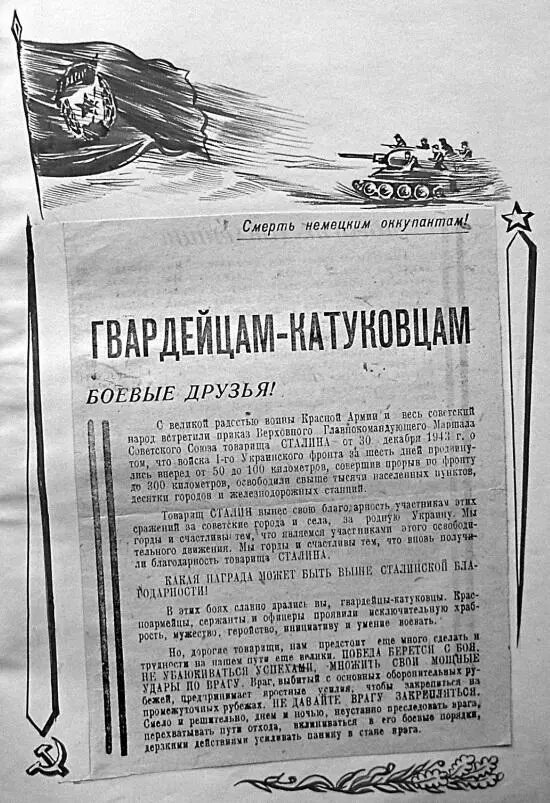 Смерть немецким оккупантам!
ГВАРДЕЙЦАМ-КАТУКОВЦАМ
БОЕВЫЕ ДРУЗЬЯ!
С великой радостью воины Красной Армии и весь советский
народ встретили приказ Верховного Главнокомандующего Маршала
Советского Союза товарища СТАЛИНА от 30 декабря 1943 г. о
том, что войска 1-го Украинского фронта за шесть дней продвину-
лись вперед от 50 до 100 километров, совершив прорыв по фронту
до 300 километров, освободили свыше тысячи населенных пунктов,
десятки городов и железнодорожных станций.
Товарищ СТАЛИН вынес свою благодарность участникам этих
сражений за советские города и села, за родную Украину. Мы
горды и счастливы тем, что являемся участниками этого освободи-
тельного движения. Мы горды и счастливы тем, что вновь получи-
ли благодарность товарища СТАЛИНА.
КАКАЯ НАГРАДА МОЖЕТ БЫТЬ ВЫШЕ СТАЛИНСКОЙ БЛА-
ГОДАРНОСТИ!
В этих боях славно дрались вы, гвардейцы-катуковцы. Крас-
ноармейцы, сержанты и офицеры проявили исключительную храб-
рость, мужество, геройство, инициативу и умение воевать.
Но, дорогие товарищи, нам предстоит еще много сделать и
трудности на нашем пути еще велики. ПОБЕДА БЕРЕТСЯ С БОЯ.
НЕ УБАЮКИВАТЬСЯ УСПЕХАМИ, МНОЖИТЬ СВОИ МОЩНЫЕ
УДАРЫ ПО ВРАГУ. Враг, выбитый с основных оборонительных ру-
бежей, предпринимает яростные усилия, чтобы закрепиться на
промежуточных рубежах. НЕ ДАВАЙТЕ ВРАГУ ЗАКРЕПЛЯТЬСЯ.
Смело и решительно, днем и ночью, неустанно преследовать врага,
перехватывать пути отхода, вклиниваться в его боевые порядки,
дерзкими действиями усиливать панику в стане врага.